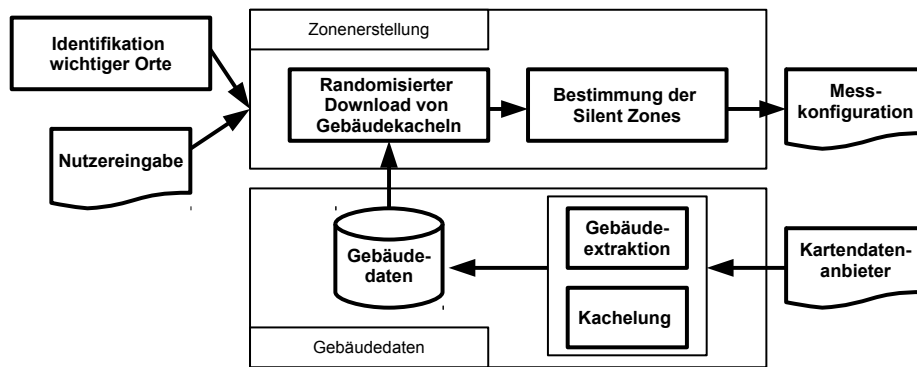 Zonenerstellung
Identifikation
wichtiger Orte
Randomisierter
Download von
Gebäudekacheln
Bestimmung der
Silent Zones
Mess-
konfiguration
Nutzereingabe
Gebäude-
daten
Gebäude-
extraktion
Kachelung
Kartendaten-
anbieter
Gebäudedaten